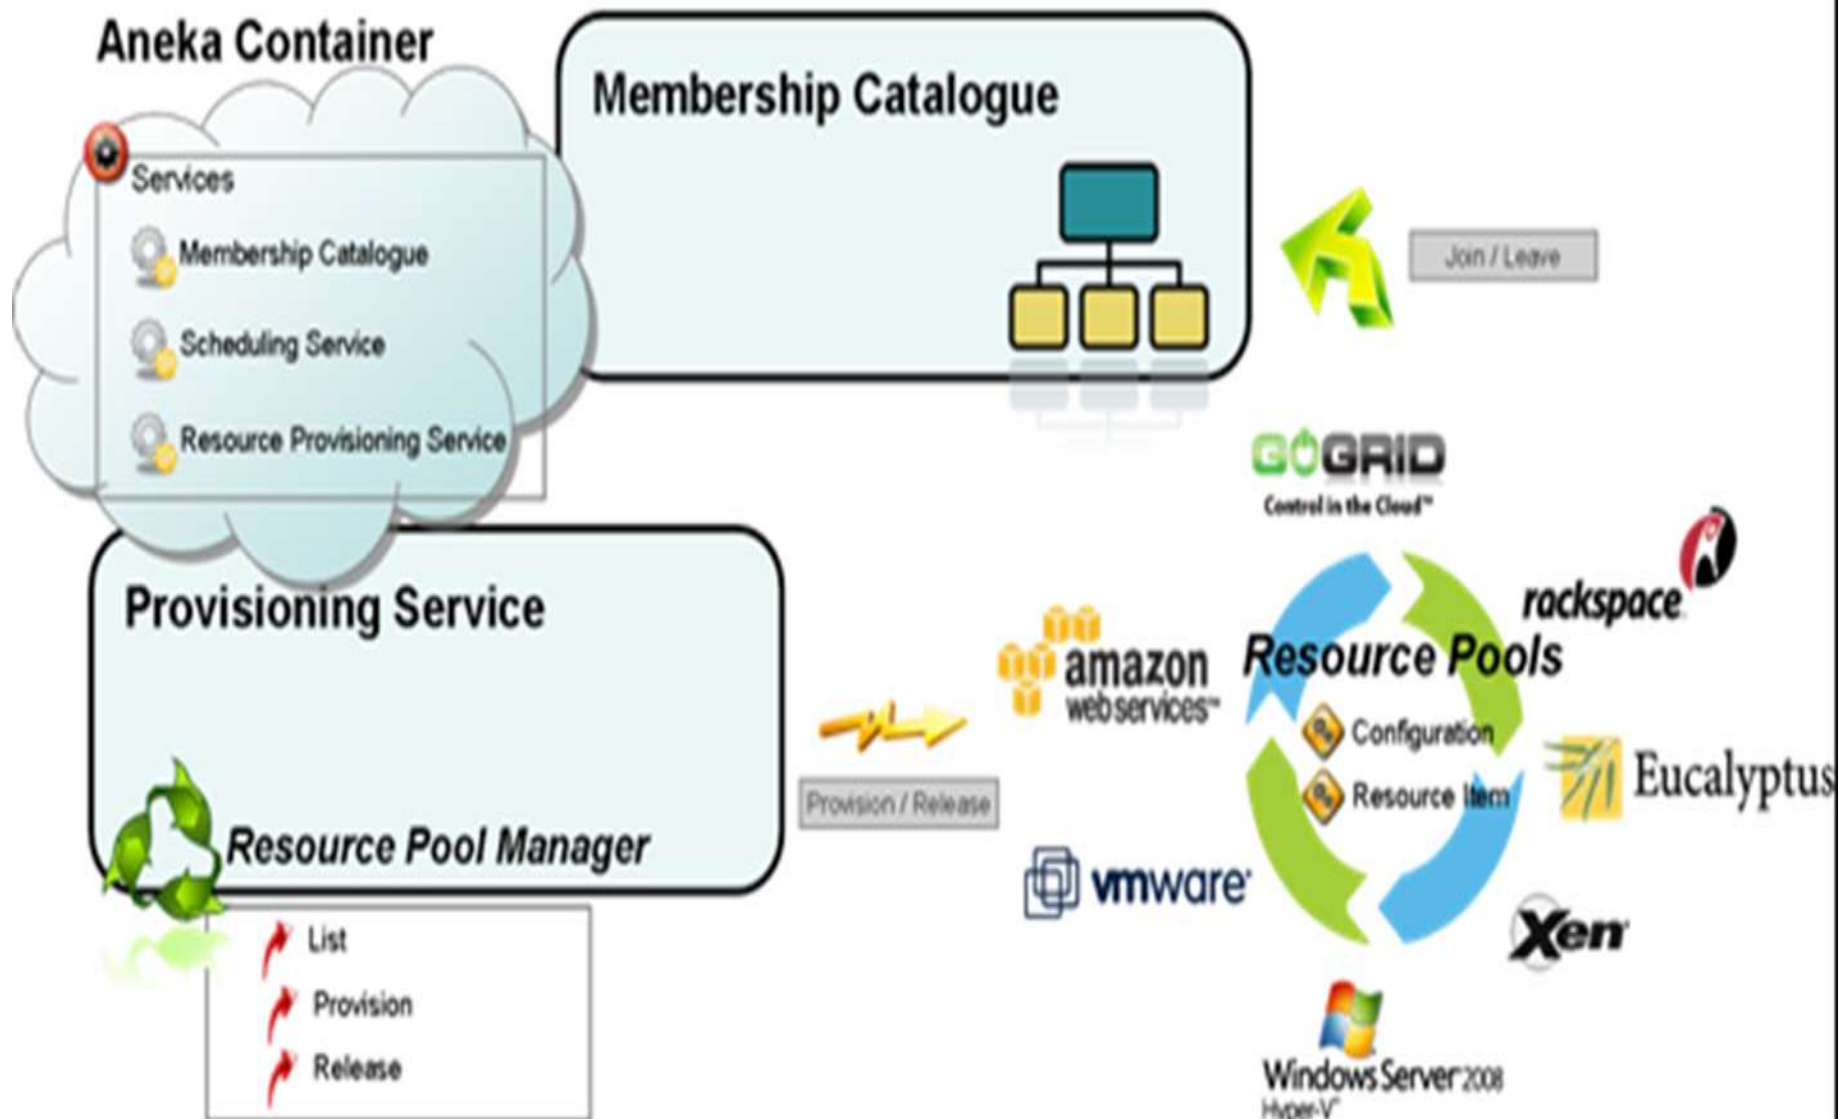 Aneka Container
Services
Membership Catalogue
Scheduling Service
Resource Provisioning Service
Membership Catalogue
Join / Leave
Provisioning Service
Resource Pool Manager
List
Provision
Release
Provision / Release
GOGRID
Control in the Cloud™
rackspace
amazon
webservices™
Resource Pools
Configuration
Resource Item
Eucalyptus
vmware
Xen
Windows Server 2008
Hyper-V